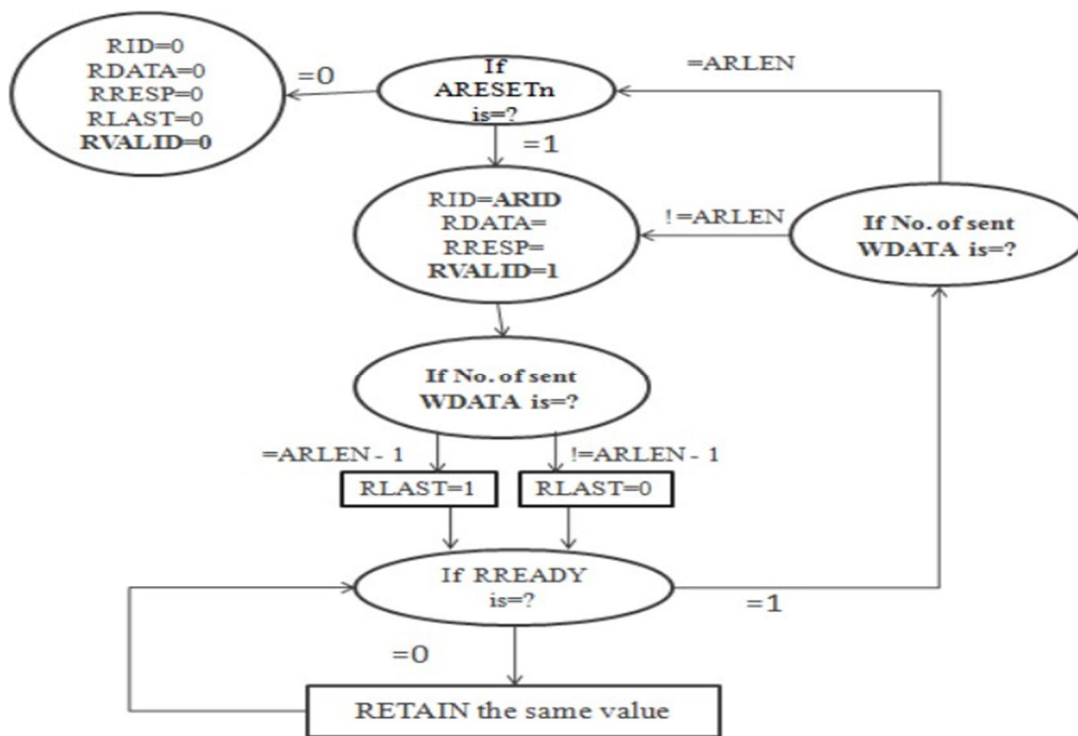 RID=0
RDATA=0
RRESP=0
RLAST=0
RVALID=0
=0
If
ARESETn
is=?
=ARLEN
=1
RID=ARID
RDATA=
RRESP=
RVALID=1
!=ARLEN
If No. of sent
WDATA is=?
If No. of sent
WDATA is=?
=ARLEN - 1
!=ARLEN - 1
RLAST=1
RLAST=0
If RREADY
is=?
=1
=0
RETAIN the same value